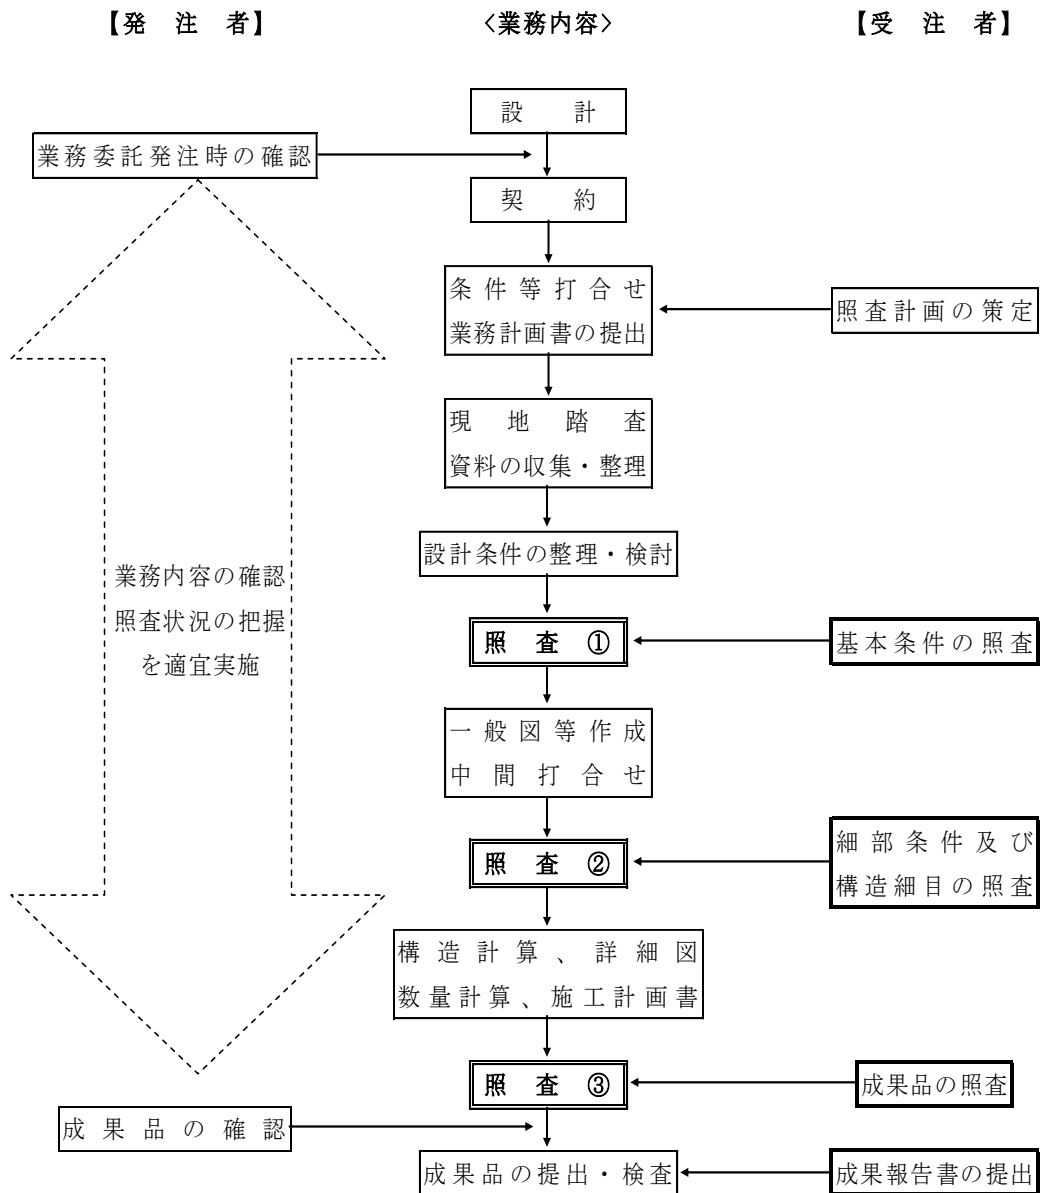 【発 注 者】
〈業務内容〉
【受 注 者】
設 計
業務委託発注時の確認
契 約
条件等打合せ
業務計画書の提出
照査計画の策定
現地踏査
資料の収集・整理
設計条件の整理・検討
業務内容の確認
照査状況の把握
を適宜実施
照 査 ①
基本条件の照査
一般図等作成
中間打合せ
照 査 ②
細部条件及び
構造細目の照査
構造計算、詳細図
数量計算、施工計画書
照 査 ③
成果品の照査
成果品の確認
成果品の提出・検査
成果報告書の提出